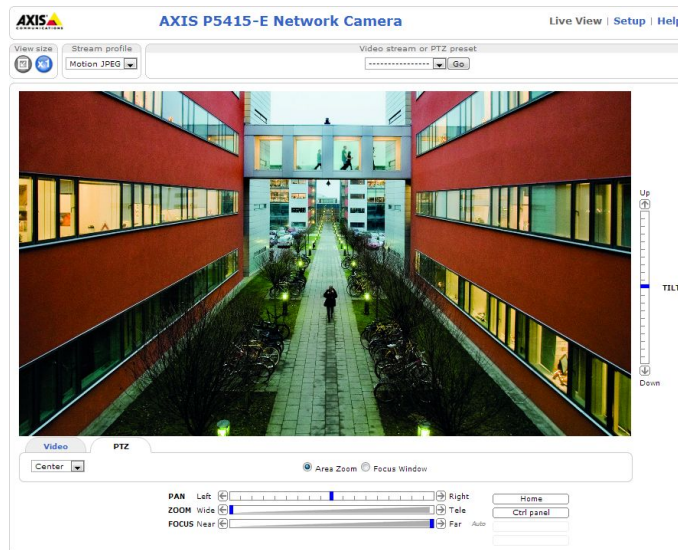 AXIS
COMMUNICATIONS
AXIS P5415-E Network Camera
Live View | Setup | Help
View size
Stream profile
Video stream or PTZ preset
Motion JPEG
----------------
Go
Up
TILT
Down
Video
PTZ
Center
Area Zoom
Focus Window
PAN Left
Right
Home
ZOOM Wide
Tele
Ctrl panel
FOCUS Near
Far
Auto